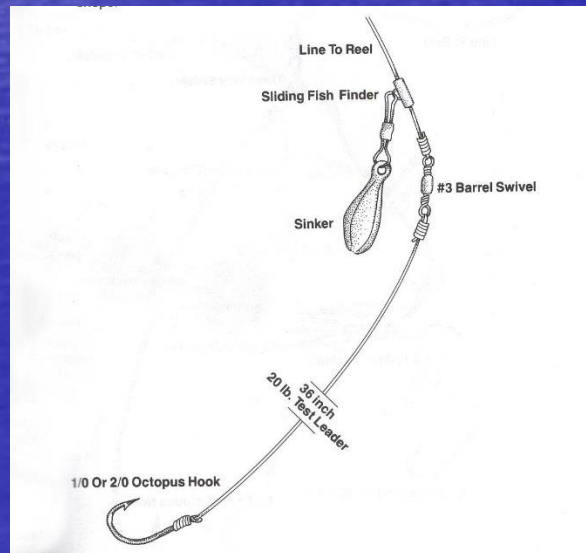 Line To Reel
Sliding Fish Finder
#3 Barrel Swivel
Sinker
36 inch
20 lb. Test Leader
1/0 Or 2/0 Octopus Hook